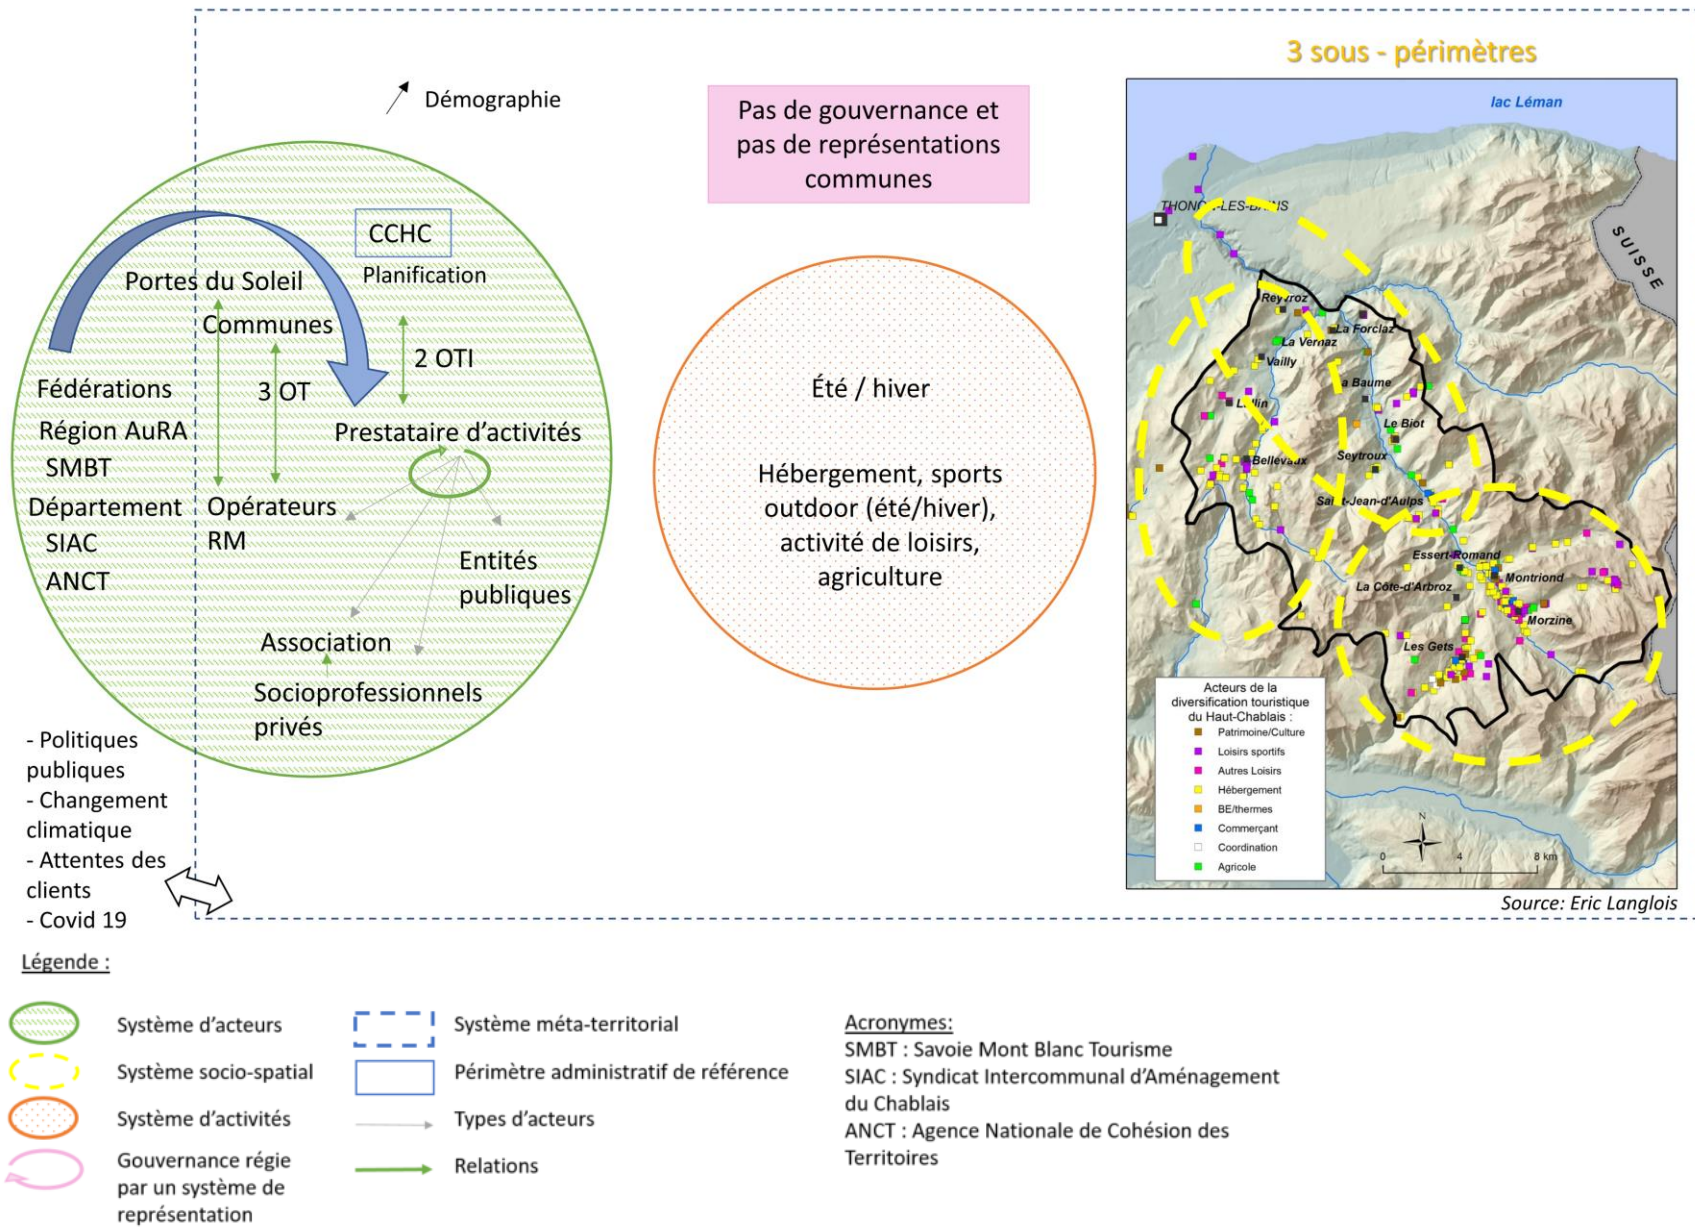 3 sous - périmètres
Démographie
Pas de gouvernance et
pas de représentations
communes
CCHC
Planification
Portes du Soleil
Communes
2 OTI
3 OT
Fédérations
Région AuRA
SMBT
Département
SIAC
ANCT
Prestataire d’activités
Opérateurs
RM
Entités
publiques
Association
Socioprofessionnels
privés
- Politiques
publiques
- Changement
climatique
- Attentes des
clients
- Covid 19
Été / hiver
Hébergement, sports
outdoor (été/hiver),
activité de loisirs,
agriculture
lac Léman
THONON-LES-BAINS
SUISSE
Reyvroz
La Forclaz
La Vernaz
Vailly
La Baume
Lullin
Le Biot
Bellevaux
Seytroux
Saint-Jean-d'Aulps
Essert-Romand
La Côte-d'Arbroz
Montriond
Morzine
Les Gets
Acteurs de la
diversification touristique
du Haut-Chablais :
Patrimoine/Culture
Loisirs sportifs
Autres Loisirs
Hébergement
BE/thermes
Commerçant
Coordination
Agricole
N
0 4 8 km
Source: Eric Langlois
Légende :
Système d’acteurs
Système socio-spatial
Système d’activités
Gouvernance régie
par un système de
représentation
Système méta-territorial
Périmètre administratif de référence
Types d’acteurs
Relations
Acronymes:
SMBT : Savoie Mont Blanc Tourisme
SIAC : Syndicat Intercommunal d’Aménagement
du Chablais
ANCT : Agence Nationale de Cohésion des
Territoires